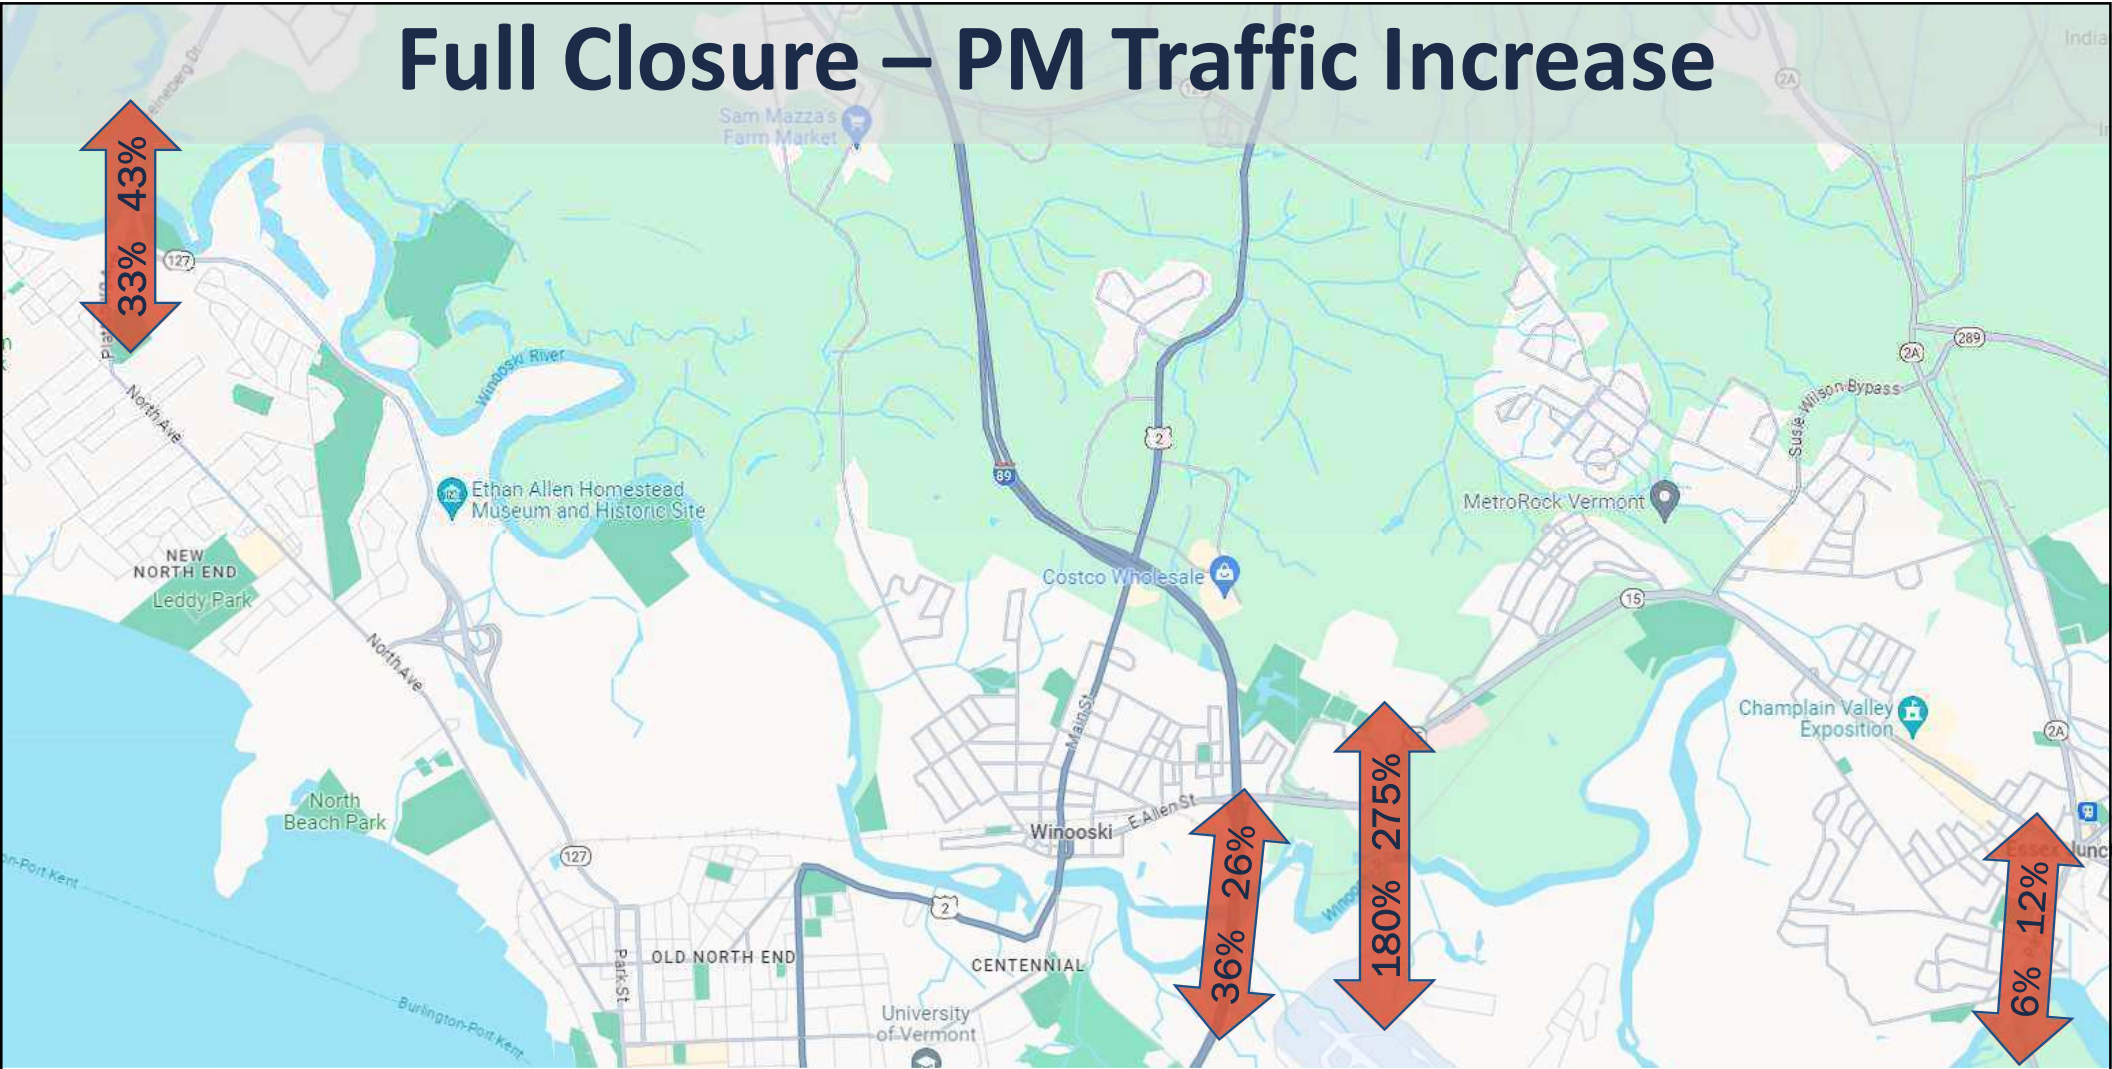 Full Closure – PM Traffic Increase
2A
Sam Mazza's
Farm Market
33% 43%
127
289
2A
Winooski River
Susie Wilson Bypass
North Ave
2
89
Ethan Allen Homestead
Museum and Historic Site
MetroRock Vermont
NEW
NORTH END
Leddy Park
Costco Wholesale
15
North Ave
Main St
Champlain Valley
Exposition
2A
180% 275%
North
Beach Park
E Allen St
Winooski
36% 26%
127
Essex Junc
6% 12%
2
Park St
OLD NORTH END
CENTENNIAL
Burlington-Port Kent
University
of Vermont